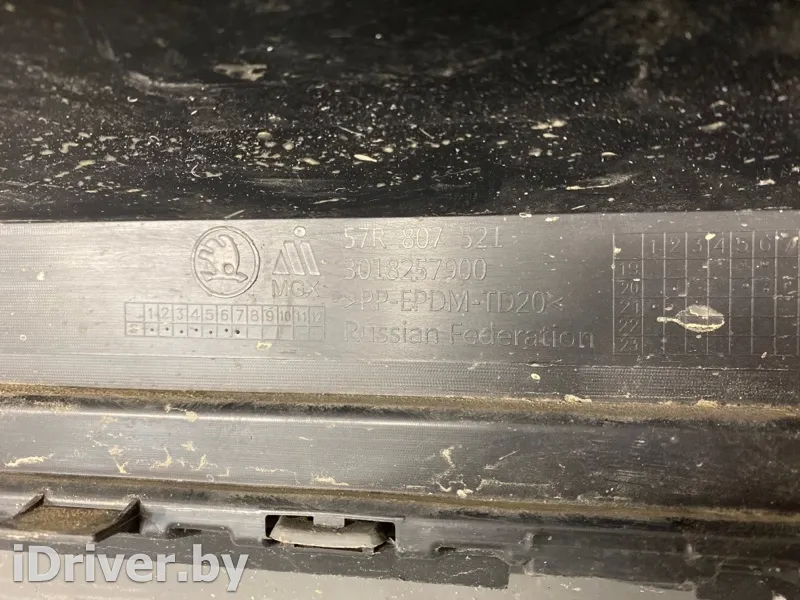 57R 807 521
3018257900
MGX >PP-EPDM-TD20<
1 2 3 4 5 6 7 8 9 10 11 12
Russian Federation
1 2 3 4 5 6 7
19
20
21
22
23
iDriver.by